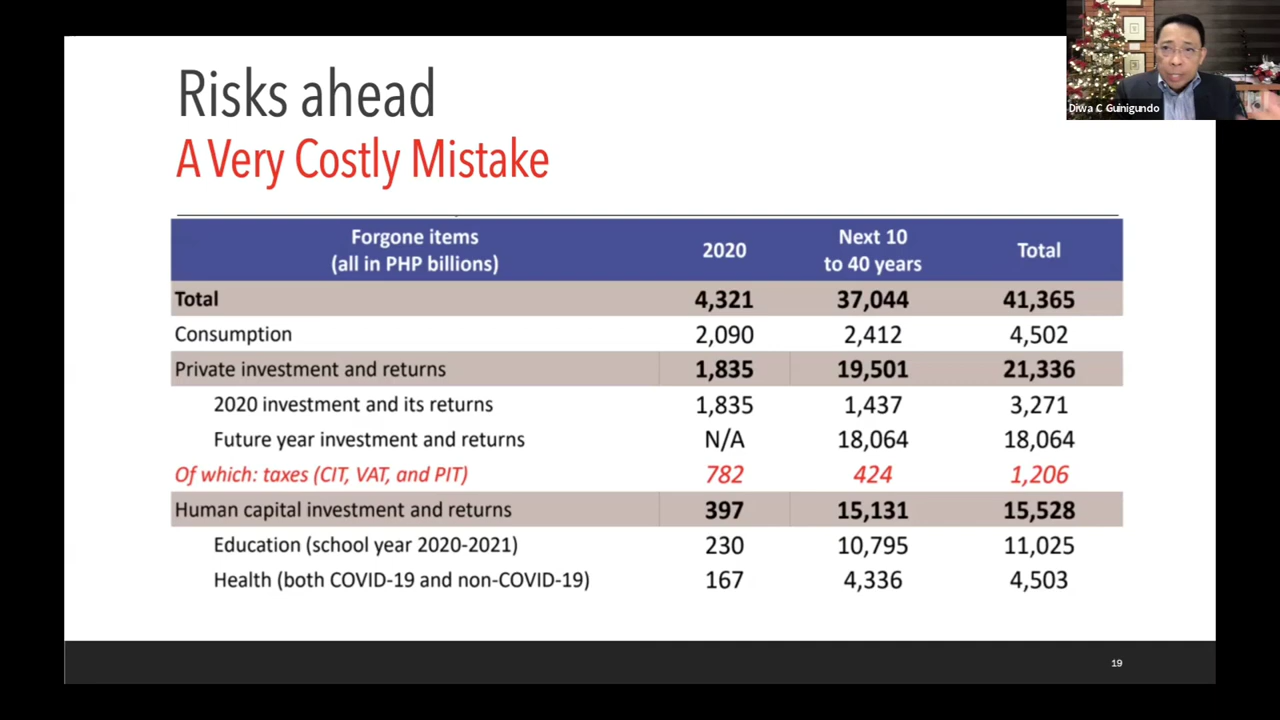 Risks ahead
A Very Costly Mistake
Diwa C Guinigundo
Forgone items
(all in PHP billions)
2020
Next 10
to 40 years
Total
Total 4,321 37,044 41,365
Consumption 2,090 2,412 4,502
Private investment and returns 1,835 19,501 21,336
2020 investment and its returns 1,835 1,437 3,271
Future year investment and returns N/A 18,064 18,064
Of which: taxes (CIT, VAT, and PIT) 782 424 1,206
Human capital investment and returns 397 15,131 15,528
Education (school year 2020-2021) 230 10,795 11,025
Health (both COVID-19 and non-COVID-19) 167 4,336 4,503
19